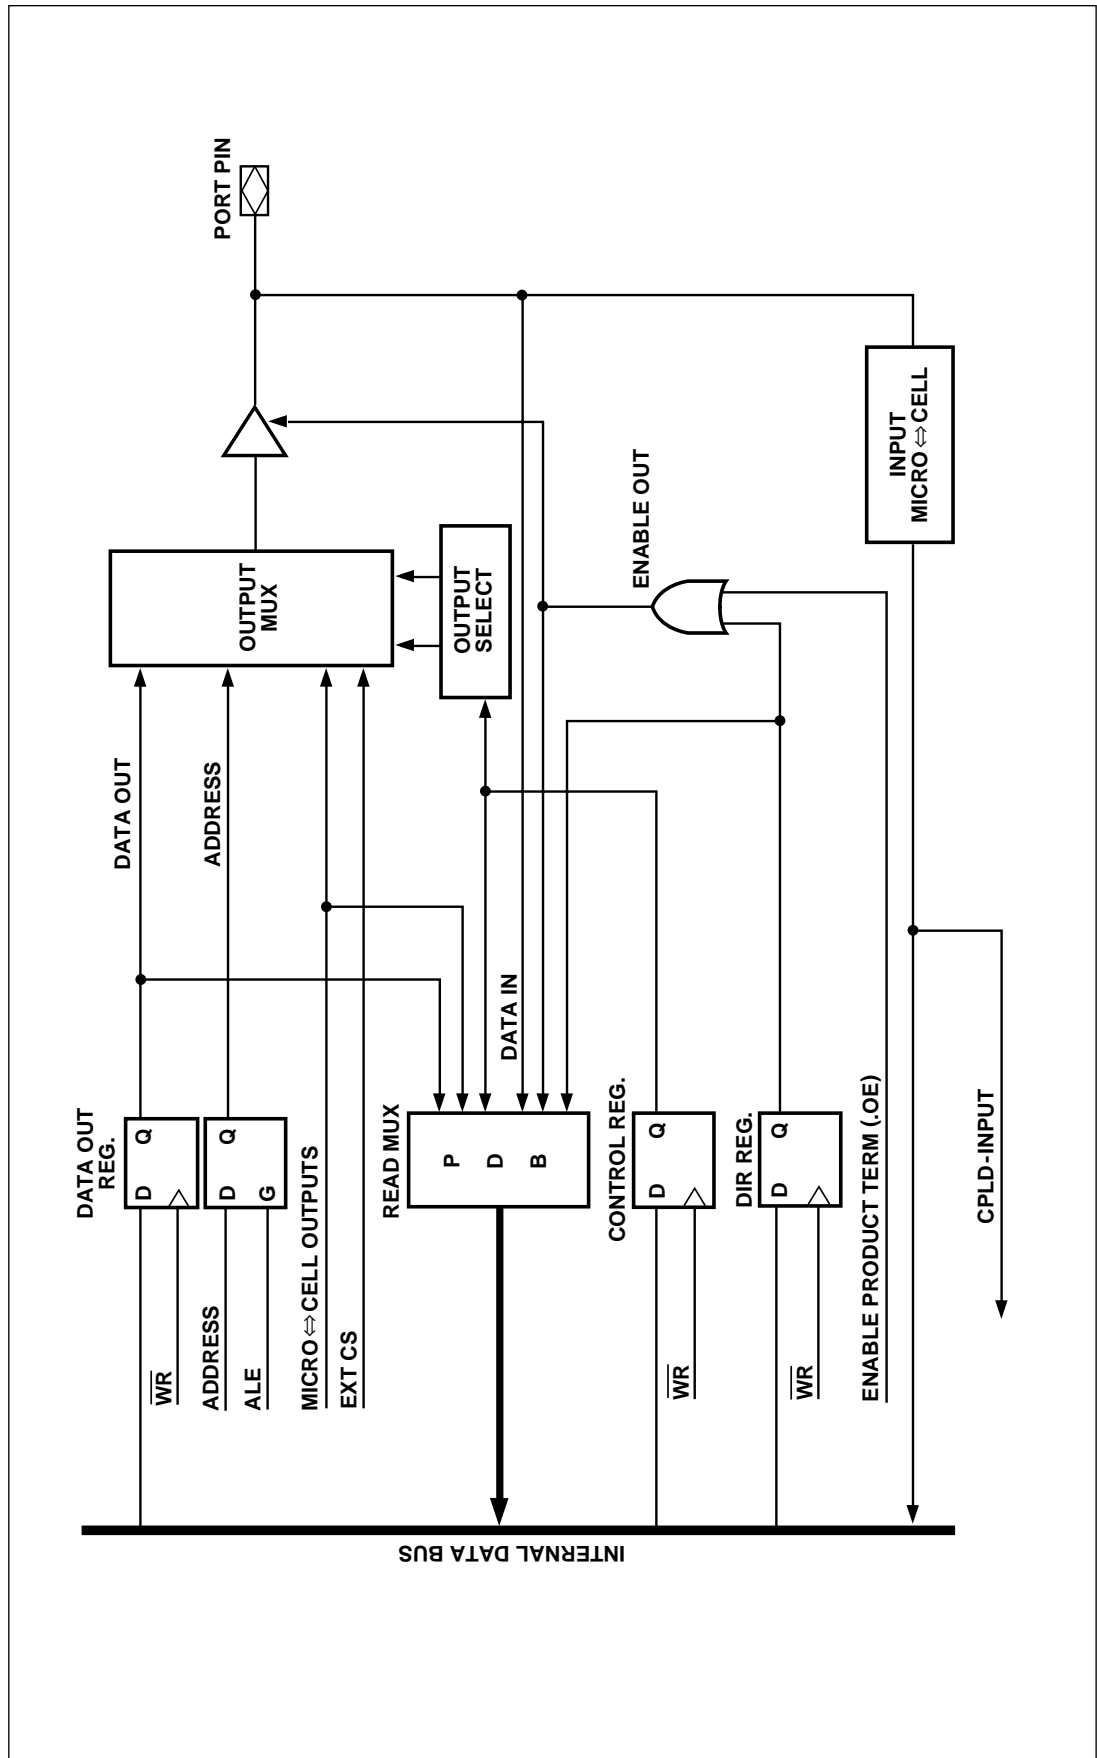 INTERNAL DATA BUS
DATA OUT
REG.
D Q
WR
DATA OUT
ADDRESS
D Q
G
ALE
ADDRESS
MICRO⇔CELL OUTPUTS
EXT CS
OUTPUT
MUX
PORT PIN
READ MUX
P
D
B
DATA IN
OUTPUT
SELECT
CONTROL REG.
D Q
WR
ENABLE OUT
DIR REG.
D Q
WR
ENABLE PRODUCT TERM (.OE)
INPUT
MICRO⇔CELL
CPLD-INPUT